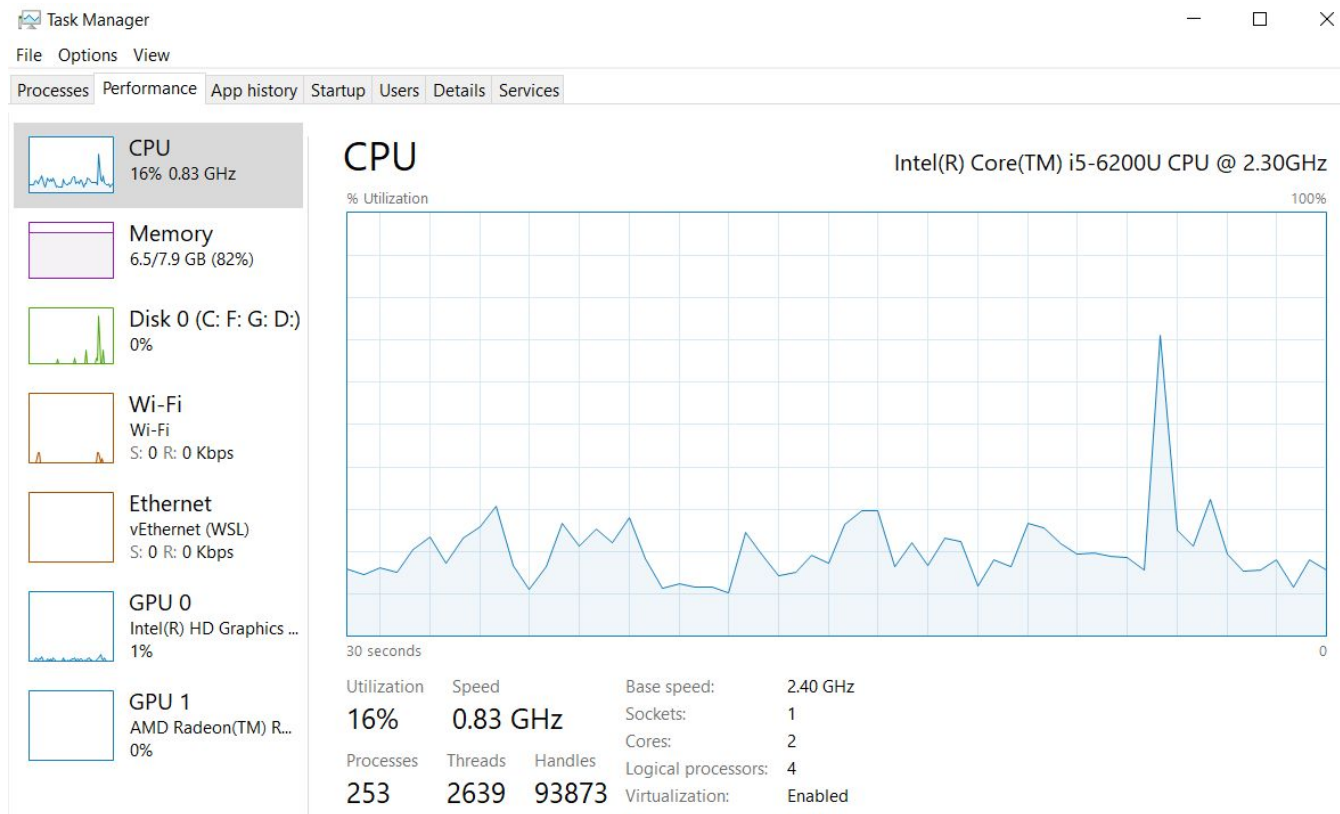 Task Manager
File Options View
Processes Performance App history Startup Users Details Services
CPU
16% 0.83 GHz
Memory
6.5/7.9 GB (82%)
Disk 0 (C: F: G: D:)
0%
Wi-Fi
Wi-Fi
S: 0 R: 0 Kbps
Ethernet
vEthernet (WSL)
S: 0 R: 0 Kbps
GPU 0
Intel(R) HD Graphics ...
1%
GPU 1
AMD Radeon(TM) R...
0%
CPU Intel(R) Core(TM) i5-6200U CPU @ 2.30GHz
% Utilization 100%
30 seconds 0
Utilization Speed
16% 0.83 GHz
Processes Threads Handles
253 2639 93873
Base speed: 2.40 GHz
Sockets: 1
Cores: 2
Logical processors: 4
Virtualization: Enabled